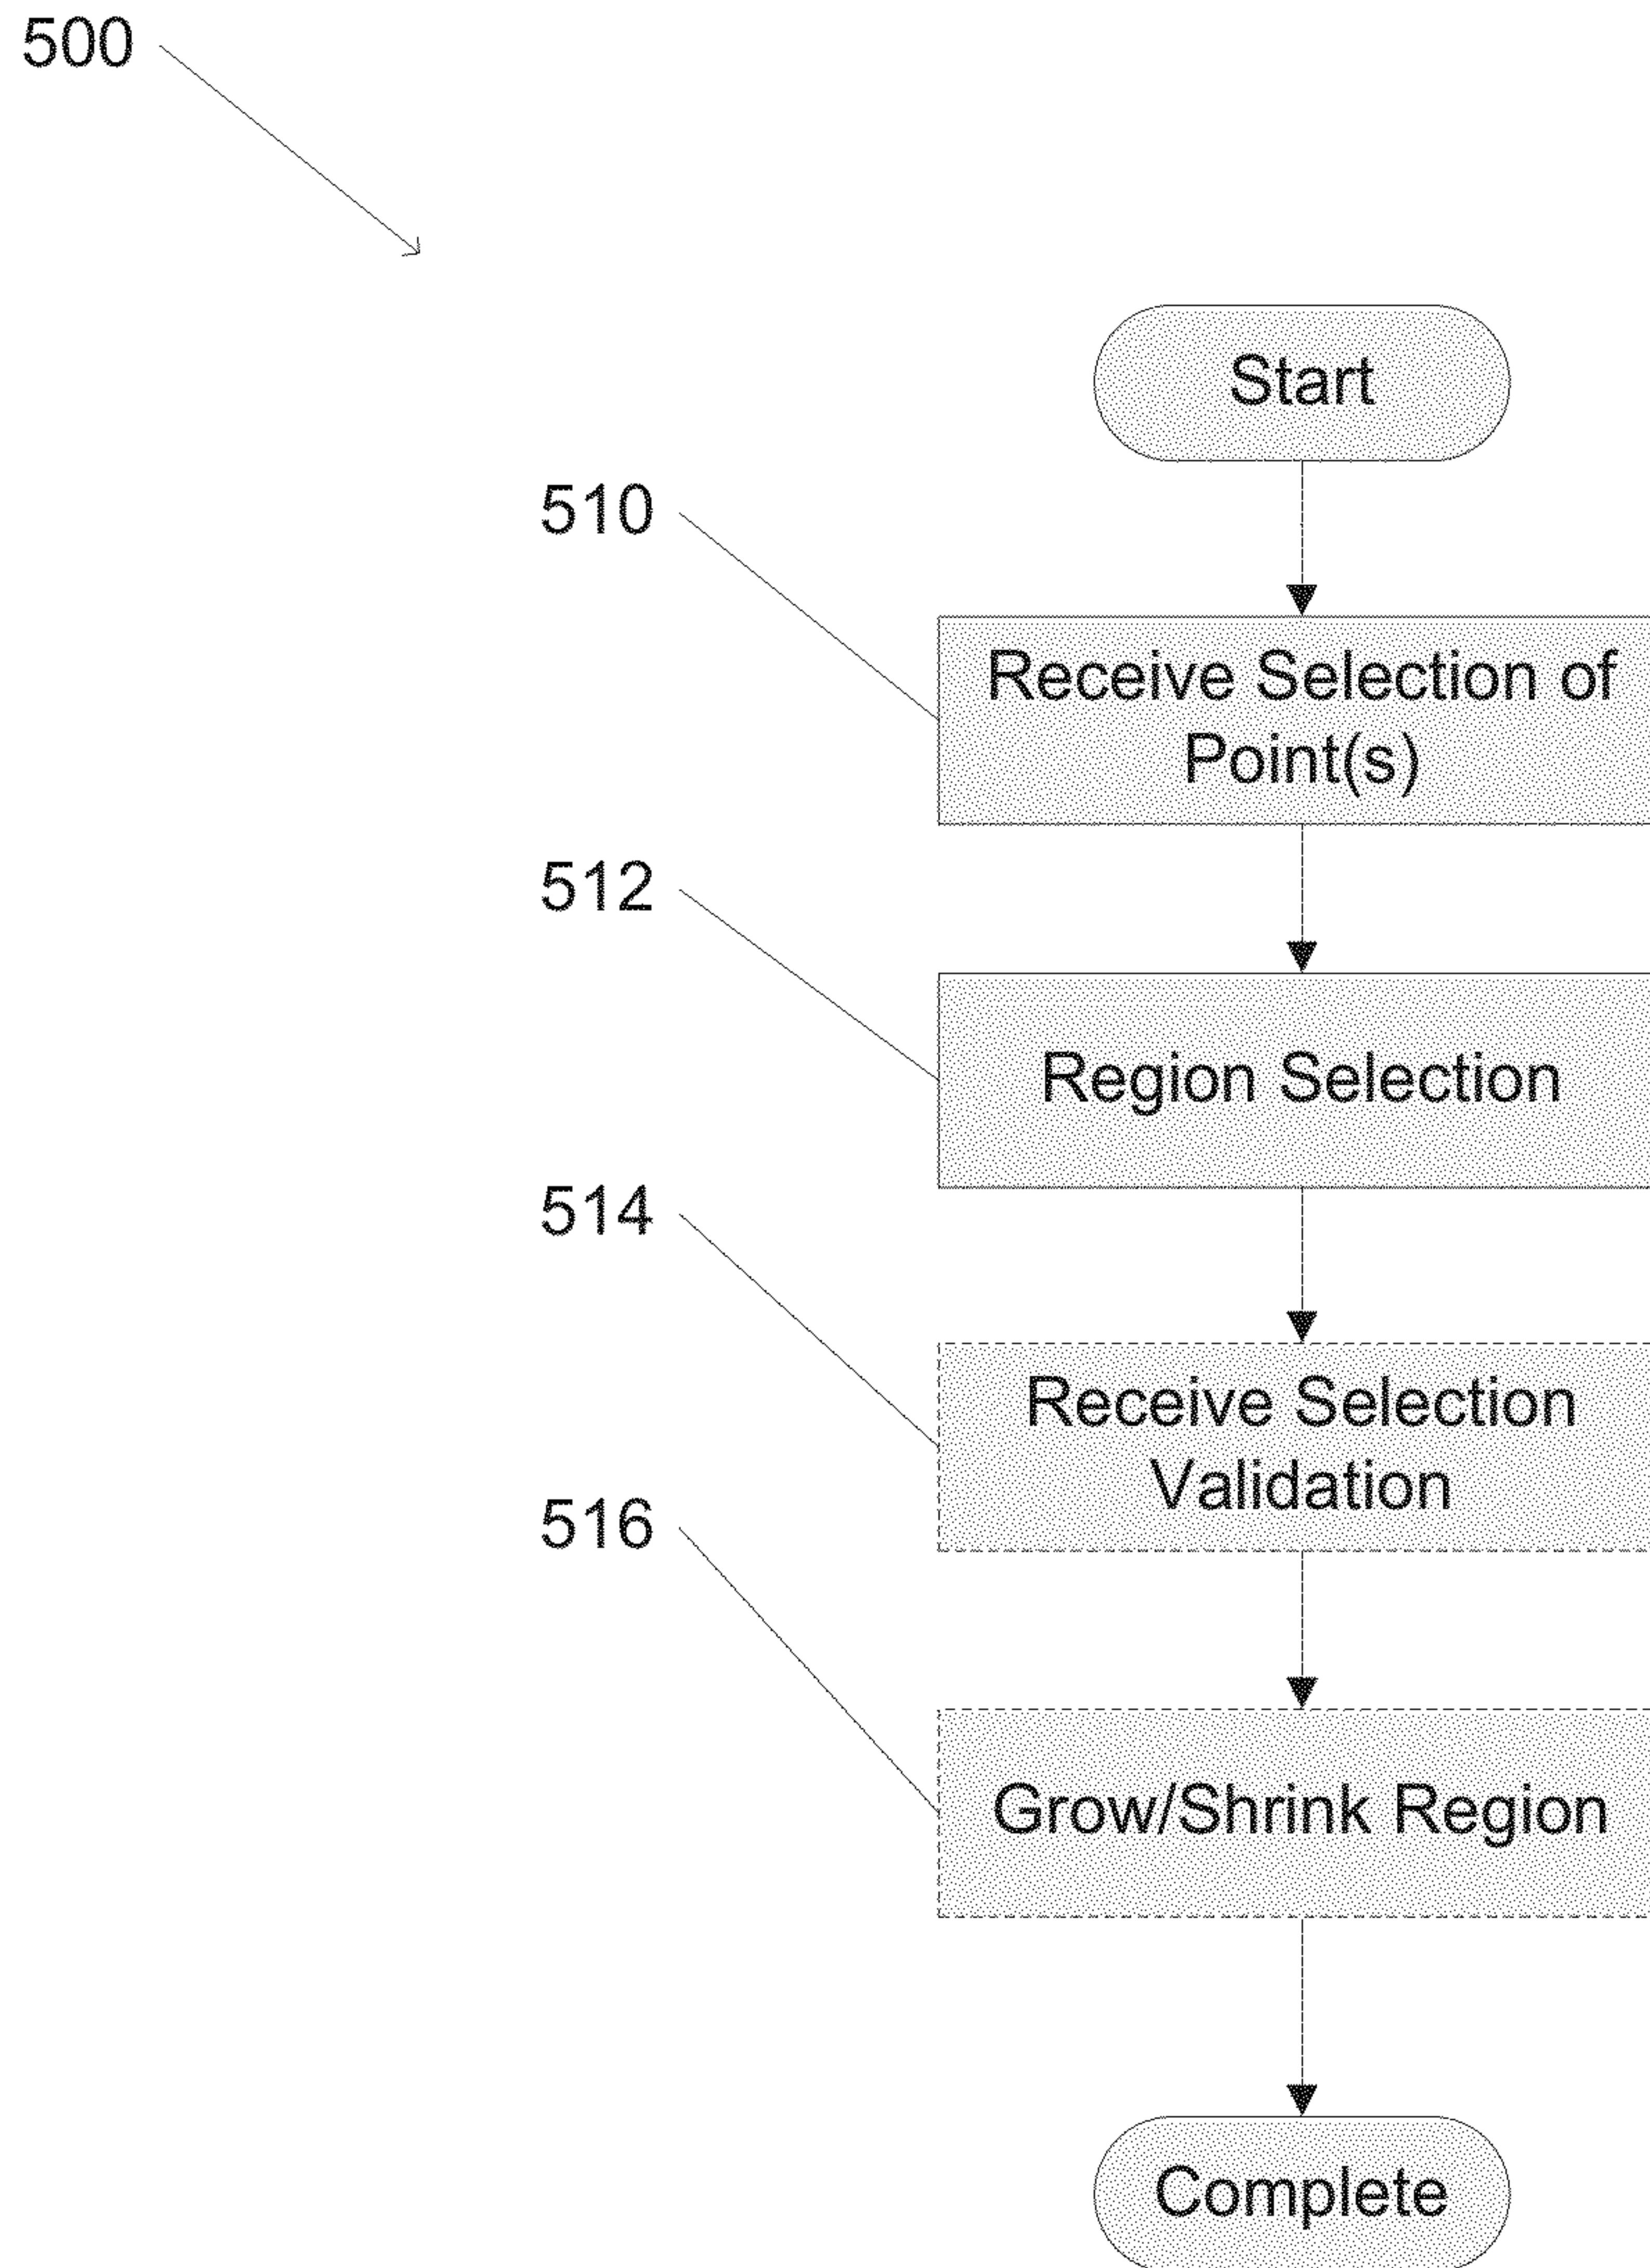 500
Start
510
Receive Selection of
Point(s)
512
Region Selection
514
Receive Selection
Validation
516
Grow/Shrink Region
Complete